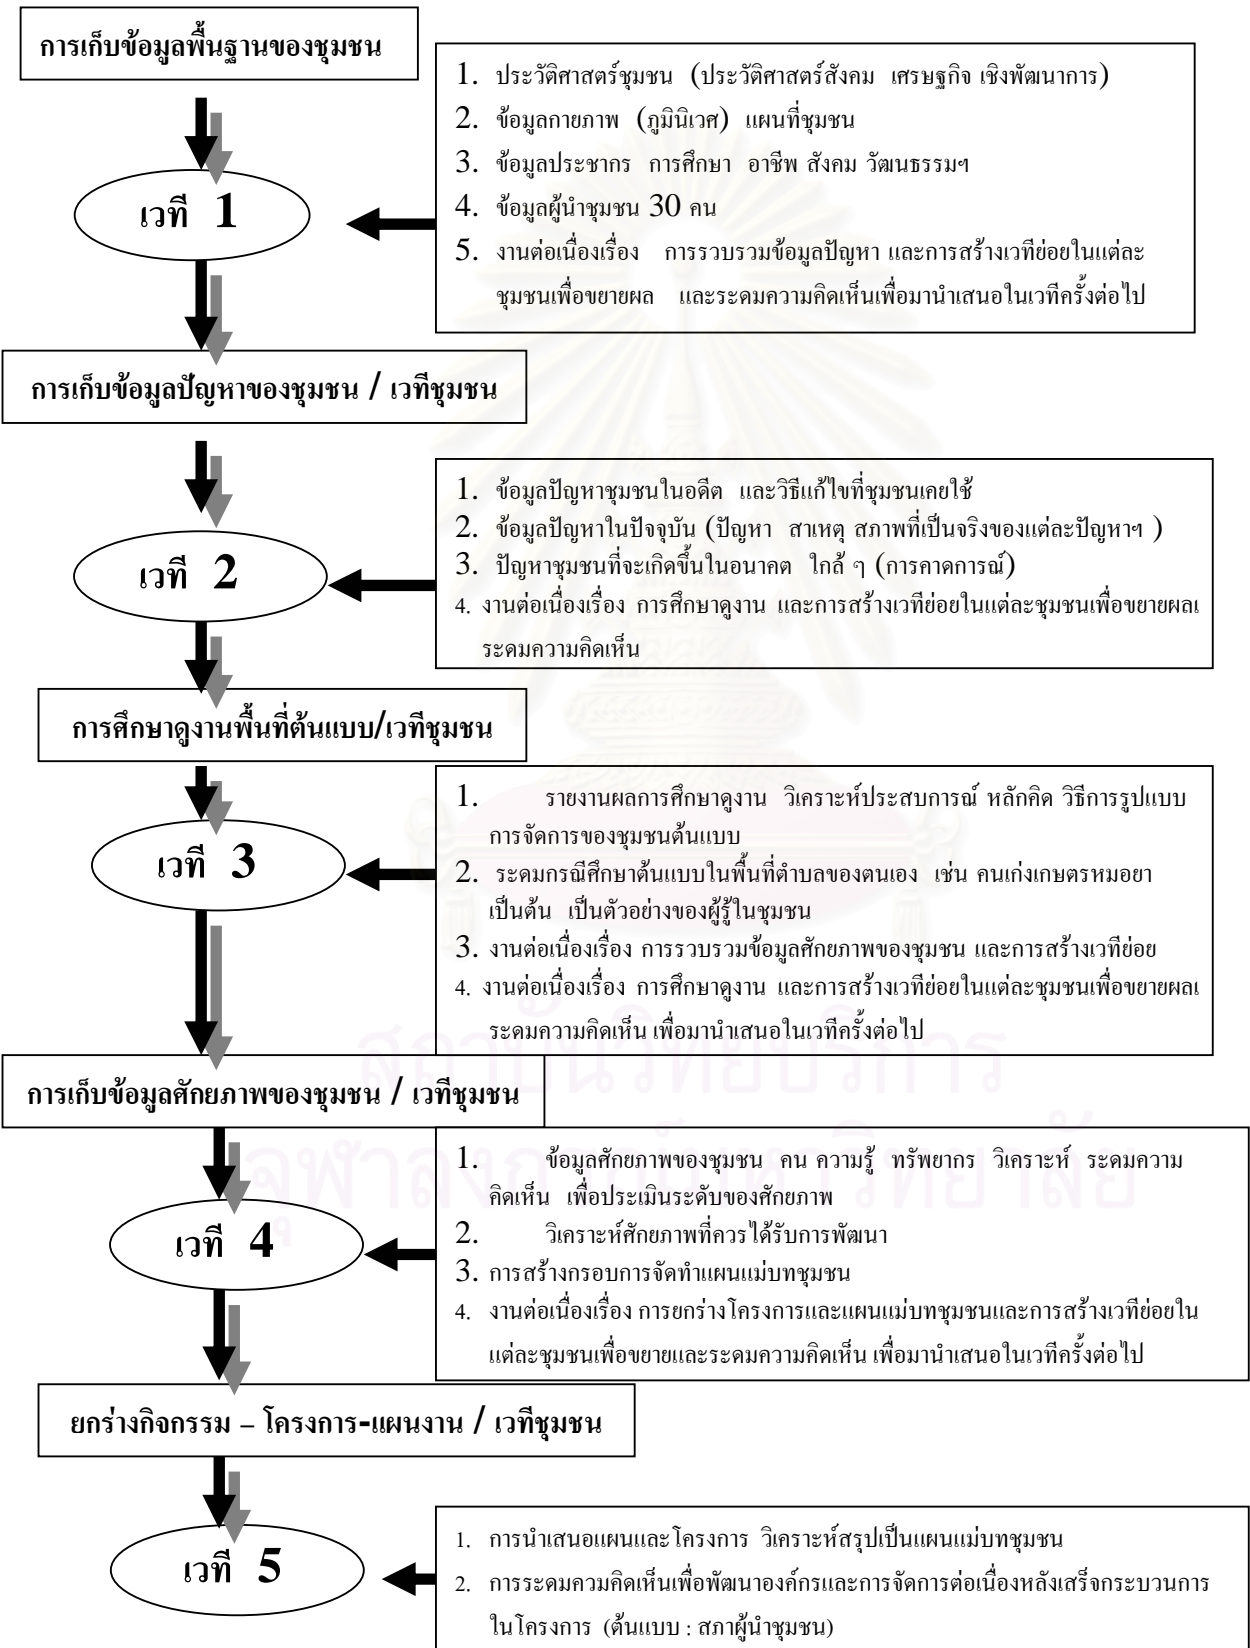 การเก็บข้อมูลพื้นฐานของชุมชน
1. ประวัติศาสตร์ชุมชน (ประวัติศาสตร์สังคม เศรษฐกิจ เชิงพัฒนาการ)
2. ข้อมูลกายภาพ (ภูมินิเวศ) แผนที่ชุมชน
3. ข้อมูลประชากร การศึกษา อาชีพ สังคม วัฒนธรรมฯ
4. ข้อมูลผู้นำชุมชน 30 คน
5. งานต่อเนื่องเรื่อง การรวบรวมข้อมูลปัญหา และการสร้างเวทีย่อยในแต่ละ
ชุมชนเพื่อขยายผล และระดมความคิดเห็นเพื่อมานำเสนอในเวทีครั้งต่อไป
เวที 1
การเก็บข้อมูลปัญหาของชุมชน / เวทีชุมชน
1. ข้อมูลปัญหาชุมชนในอดีต และวิธีแก้ไขที่ชุมชนเคยใช้
2. ข้อมูลปัญหาในปัจจุบัน (ปัญหา สาเหตุ สภาพที่เป็นจริงของแต่ละปัญหาฯ )
3. ปัญหาชุมชนที่จะเกิดขึ้นในอนาคต ใกล้ ๆ (การคาดการณ์)
4. งานต่อเนื่องเรื่อง การศึกษาดูงาน และการสร้างเวทีย่อยในแต่ละชุมชนเพื่อขยายผลเ
ระดมความคิดเห็น
เวที 2
การศึกษาดูงานพื้นที่ต้นแบบ/เวทีชุมชน
1. รายงานผลการศึกษาดูงาน วิเคราะห์ประสบการณ์ หลักคิด วิธีการรูปแบบ
การจัดการของชุมชนต้นแบบ
2. ระดมกรณีศึกษาต้นแบบในพื้นที่ตำบลของตนเอง เช่น คนเก่งเกษตรหมอยา
เป็นต้น เป็นตัวอย่างของผู้รู้ในชุมชน
3. งานต่อเนื่องเรื่อง การรวบรวมข้อมูลศักยภาพของชุมชน และการสร้างเวทีย่อย
4. งานต่อเนื่องเรื่อง การศึกษาดูงาน และการสร้างเวทีย่อยในแต่ละชุมชนเพื่อขยายผลเ
ระดมความคิดเห็น เพื่อมานำเสนอในเวทีครั้งต่อไป
เวที 3
สถาบันวิทยบริการ
การเก็บข้อมูลศักยภาพของชุมชน / เวทีชุมชน
จุฬาลงกรณ์มหาวิทยาลัย
1. ข้อมูลศักยภาพของชุมชน คน ความรู้ ทรัพยากร วิเคราะห์ ระดมความ
คิดเห็น เพื่อประเมินระดับของศักยภาพ
2. วิเคราะห์ศักยภาพที่ควรได้รับการพัฒนา
3. การสร้างกรอบการจัดทำแผนแม่บทชุมชน
4. งานต่อเนื่องเรื่อง การยกร่างโครงการและแผนแม่บทชุมชนและการสร้างเวทีย่อยใน
แต่ละชุมชนเพื่อขยายและระดมความคิดเห็น เพื่อมานำเสนอในเวทีครั้งต่อไป
เวที 4
ยกร่างกิจกรรม – โครงการ-แผนงาน / เวทีชุมชน
1. การนำเสนอแผนและโครงการ วิเคราะห์สรุปเป็นแผนแม่บทชุมชน
2. การระดมควมคิดเห็นเพื่อพัฒนาองค์กรและการจัดการต่อเนื่องหลังเสร็จกระบวนการ
ในโครงการ (ต้นแบบ : สภาผู้นำชุมชน)
เวที 5